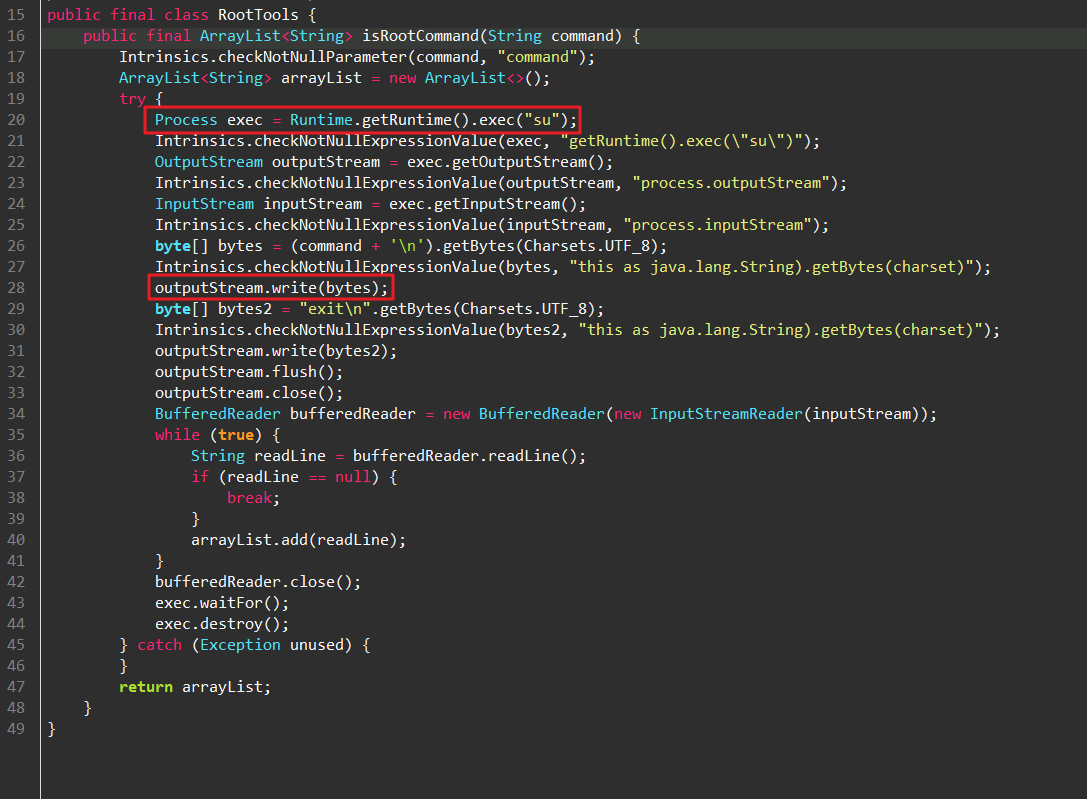 15 public final class RootTools {
16 public final ArrayList<String> isRootCommand(String command) {
17 Intrinsics.checkNotNullParameter(command, "command");
18 ArrayList<String> arrayList = new ArrayList<>();
19 try {
20 Process exec = Runtime.getRuntime().exec("su");
21 Intrinsics.checkNotNullExpressionValue(exec, "getRuntime().exec(\"su\")");
22 OutputStream outputStream = exec.getOutputStream();
23 Intrinsics.checkNotNullExpressionValue(outputStream, "process.outputStream");
24 InputStream inputStream = exec.getInputStream();
25 Intrinsics.checkNotNullExpressionValue(inputStream, "process.inputStream");
26 byte[] bytes = (command + '\n').getBytes(Charsets.UTF_8);
27 Intrinsics.checkNotNullExpressionValue(bytes, "this as java.lang.String).getBytes(charset)");
28 outputStream.write(bytes);
29 byte[] bytes2 = "exit\n".getBytes(Charsets.UTF_8);
30 Intrinsics.checkNotNullExpressionValue(bytes2, "this as java.lang.String).getBytes(charset)");
31 outputStream.write(bytes2);
32 outputStream.flush();
33 outputStream.close();
34 BufferedReader bufferedReader = new BufferedReader(new InputStreamReader(inputStream));
35 while (true) {
36 String readLine = bufferedReader.readLine();
37 if (readLine == null) {
38 break;
39 }
40 arrayList.add(readLine);
41 }
42 bufferedReader.close();
43 exec.waitFor();
44 exec.destroy();
45 } catch (Exception unused) {
46 }
47 return arrayList;
48 }
49 }